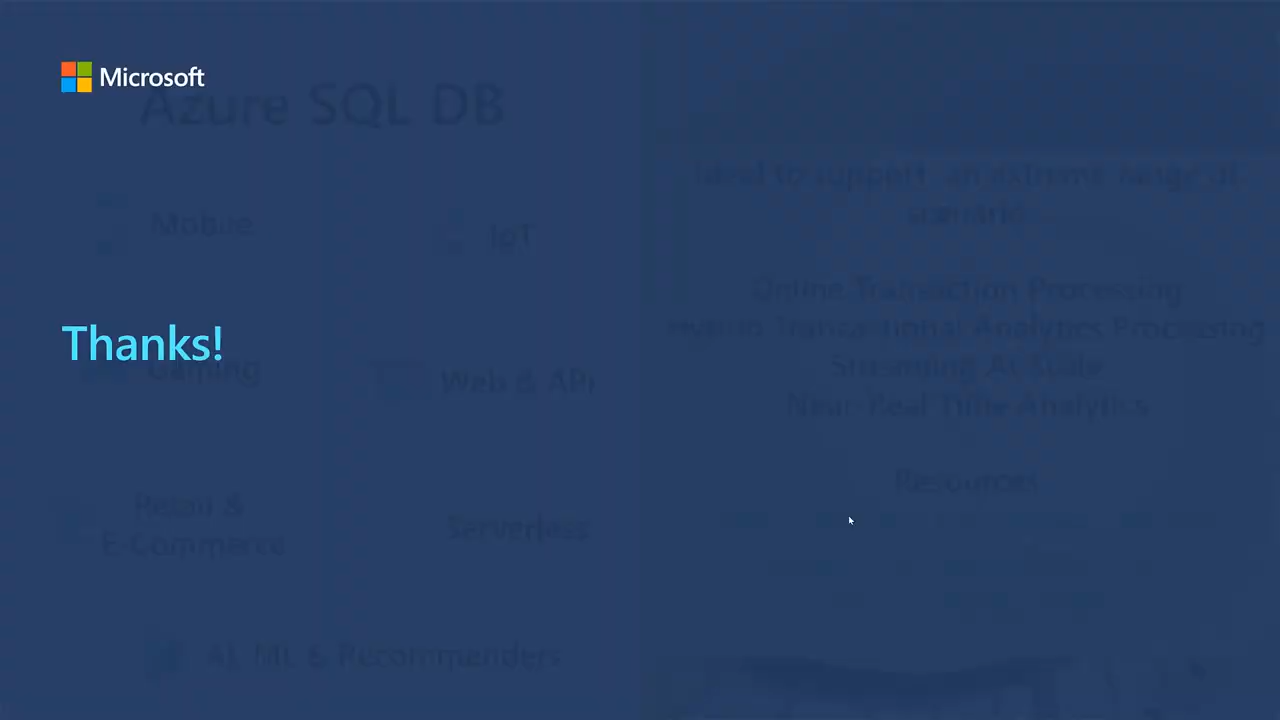 Microsoft
Azure SQL DB
Ideal to support an extreme range of
scenario
Mobile
IoT
Online Transaction Processing
Hybrid Transactional Analytics Processing
Thanks!
Streaming At Scale
Gaming
Web & API
Near-Real Time Analytics
Resources
Retail &
E-Commerce
Serverless
AI, ML & Recommenders